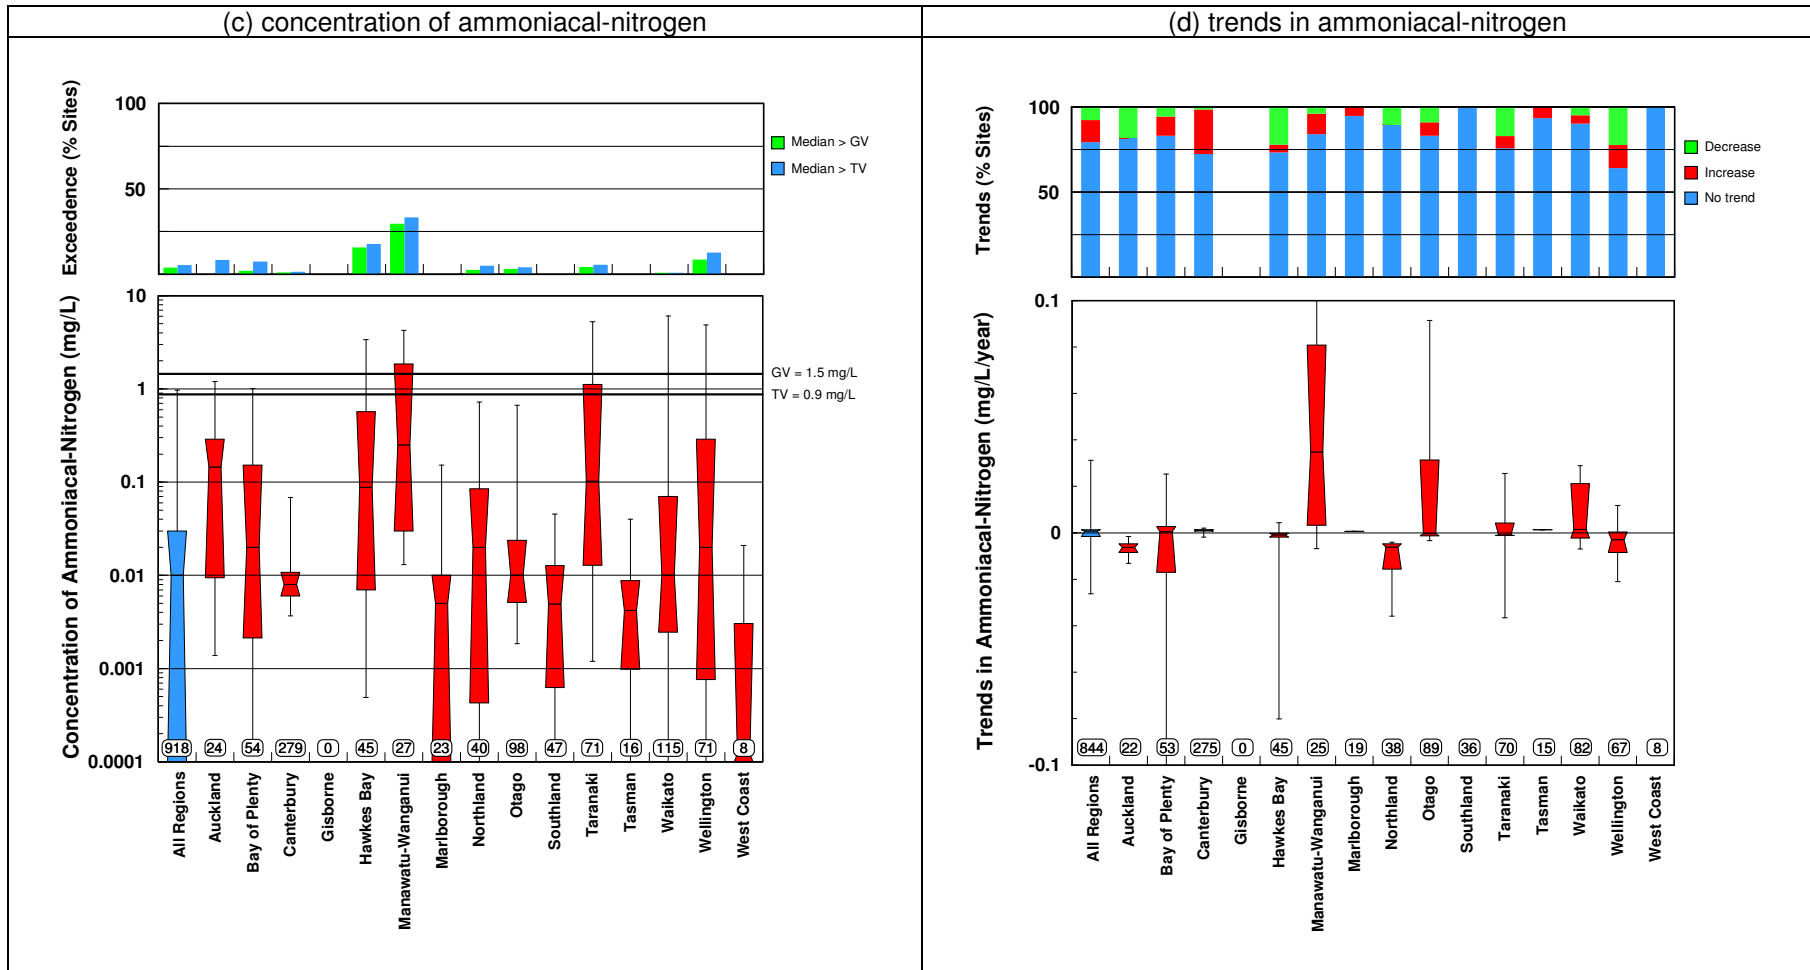 (c) concentration of ammoniacal-nitrogen
Exceedence (% Sites)
100
50
Median > GV
Median > TV
Concentration of Ammoniacal-Nitrogen (mg/L)
10
1
0.1
0.01
0.001
0.0001
GV = 1.5 mg/L
TV = 0.9 mg/L
918 24 54 279 0 45 27 23 40 98 47 71 16 115 71 8
All Regions
Auckland
Bay of Plenty
Canterbury
Gisborne
Hawkes Bay
Manawatu-Wanganui
Marlborough
Northland
Otago
Southland
Taranaki
Tasman
Waikato
Wellington
West Coast
(d) trends in ammoniacal-nitrogen
Trends (% Sites)
100
50
Decrease
Increase
No trend
Trends in Ammoniacal-Nitrogen (mg/L/year)
0.1
0
-0.1
844 22 53 275 0 45 25 19 38 89 36 70 15 82 67 8
All Regions
Auckland
Bay of Plenty
Canterbury
Gisborne
Hawkes Bay
Manawatu-Wanganui
Marlborough
Northland
Otago
Southland
Taranaki
Tasman
Waikato
Wellington
West Coast